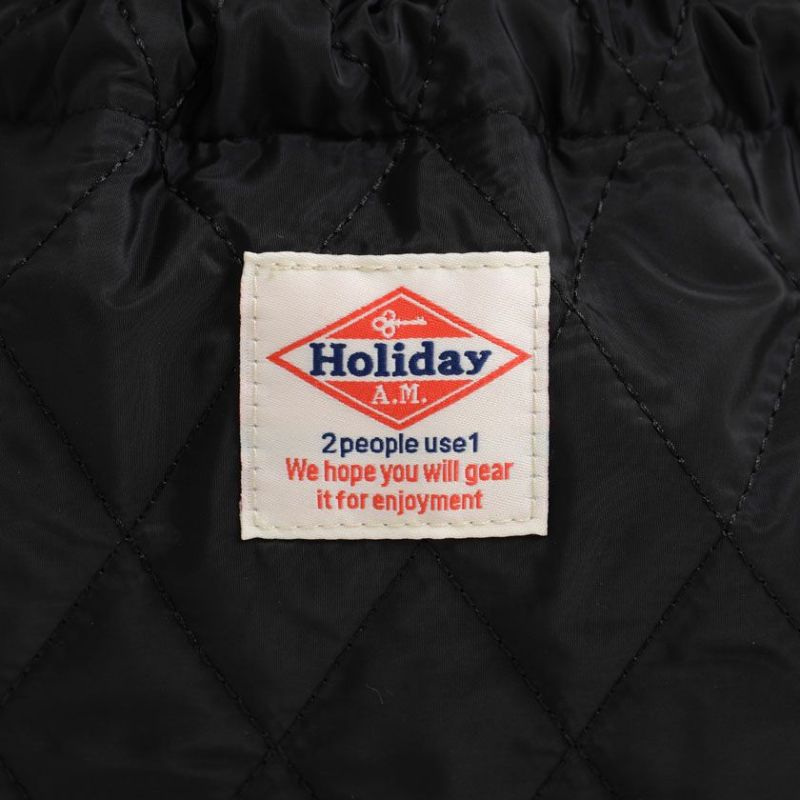 Holiday
A.M.
2people use1
We hope you will gear
it for enjoyment